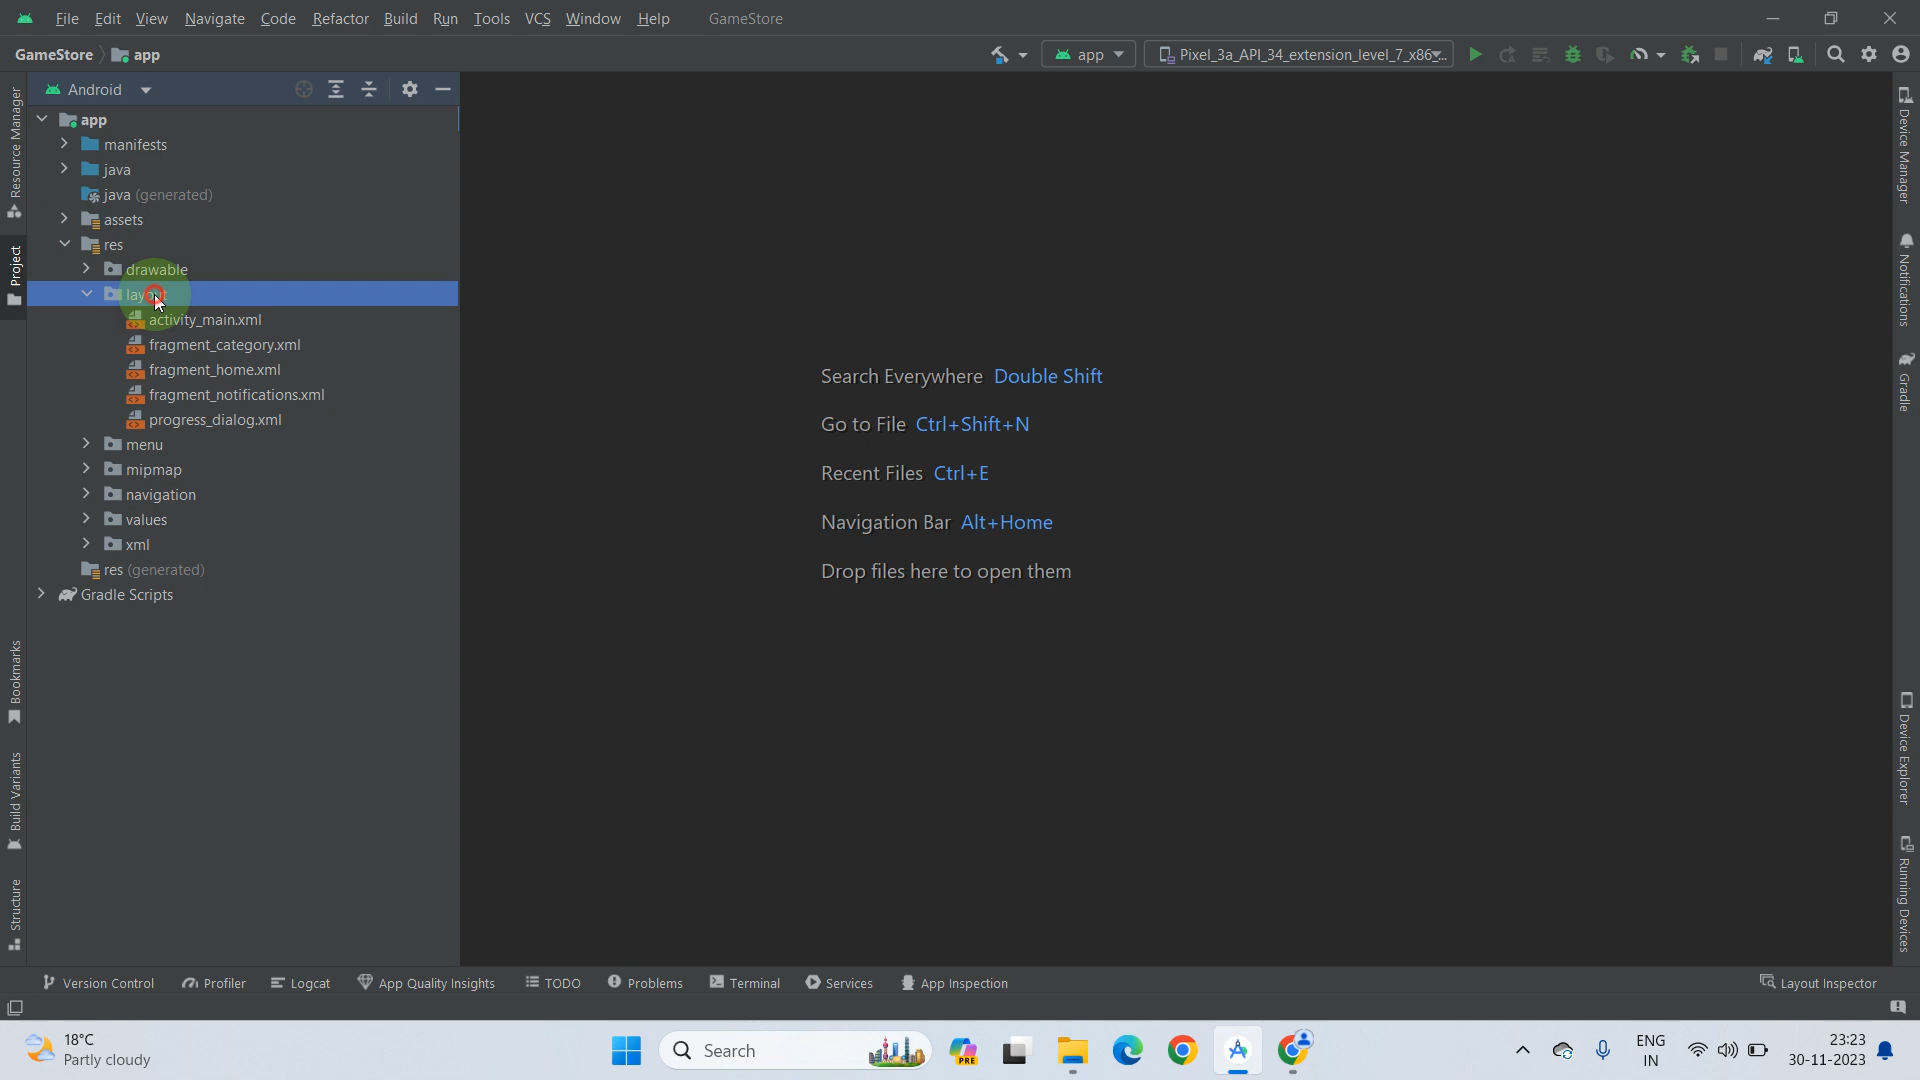 File Edit View Navigate Code Refactor Build Run Tools VCS Window Help GameStore
GameStore app
app
Pixel_3a_API_34_extension_level_7_x86...
Android
app
manifests
java
java (generated)
assets
res
drawable
layout
activity_main.xml
fragment_category.xml
fragment_home.xml
fragment_notifications.xml
progress_dialog.xml
menu
mipmap
navigation
values
xml
res (generated)
Gradle Scripts
Resource Manager
Project
Bookmarks
Build Variants
Structure
Search Everywhere Double Shift
Go to File Ctrl+Shift+N
Recent Files Ctrl+E
Navigation Bar Alt+Home
Drop files here to open them
Device Manager
Notifications
Gradle
Device Explorer
Running Devices
Version Control Profiler Logcat App Quality Insights TODO Problems Terminal Services App Inspection Layout Inspector
18°C
Partly cloudy
Search
PRE
ENG
IN
23:23
30-11-2023